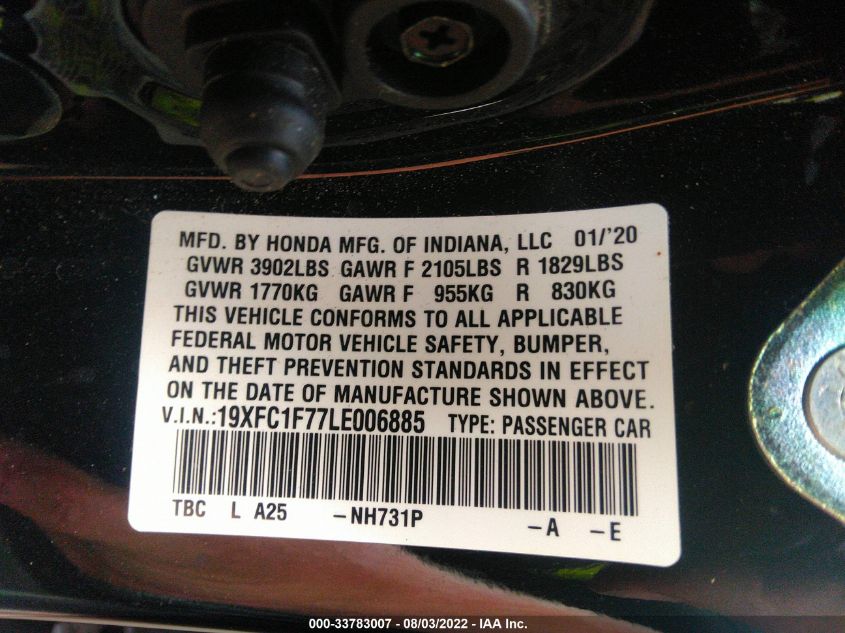 MFD. BY HONDA MFG. OF INDIANA, LLC 01/'20
GVWR 3902LBS GAWR F 2105LBS R 1829LBS
GVWR 1770KG GAWR F 955KG R 830KG
THIS VEHICLE CONFORMS TO ALL APPLICABLE
FEDERAL MOTOR VEHICLE SAFETY, BUMPER,
AND THEFT PREVENTION STANDARDS IN EFFECT
ON THE DATE OF MANUFACTURE SHOWN ABOVE.
V.I.N.:19XFC1F77LE006885 TYPE: PASSENGER CAR
TBC L A25 -NH731P -A -E
000-33783007 - 08/03/2022 - IAA Inc.